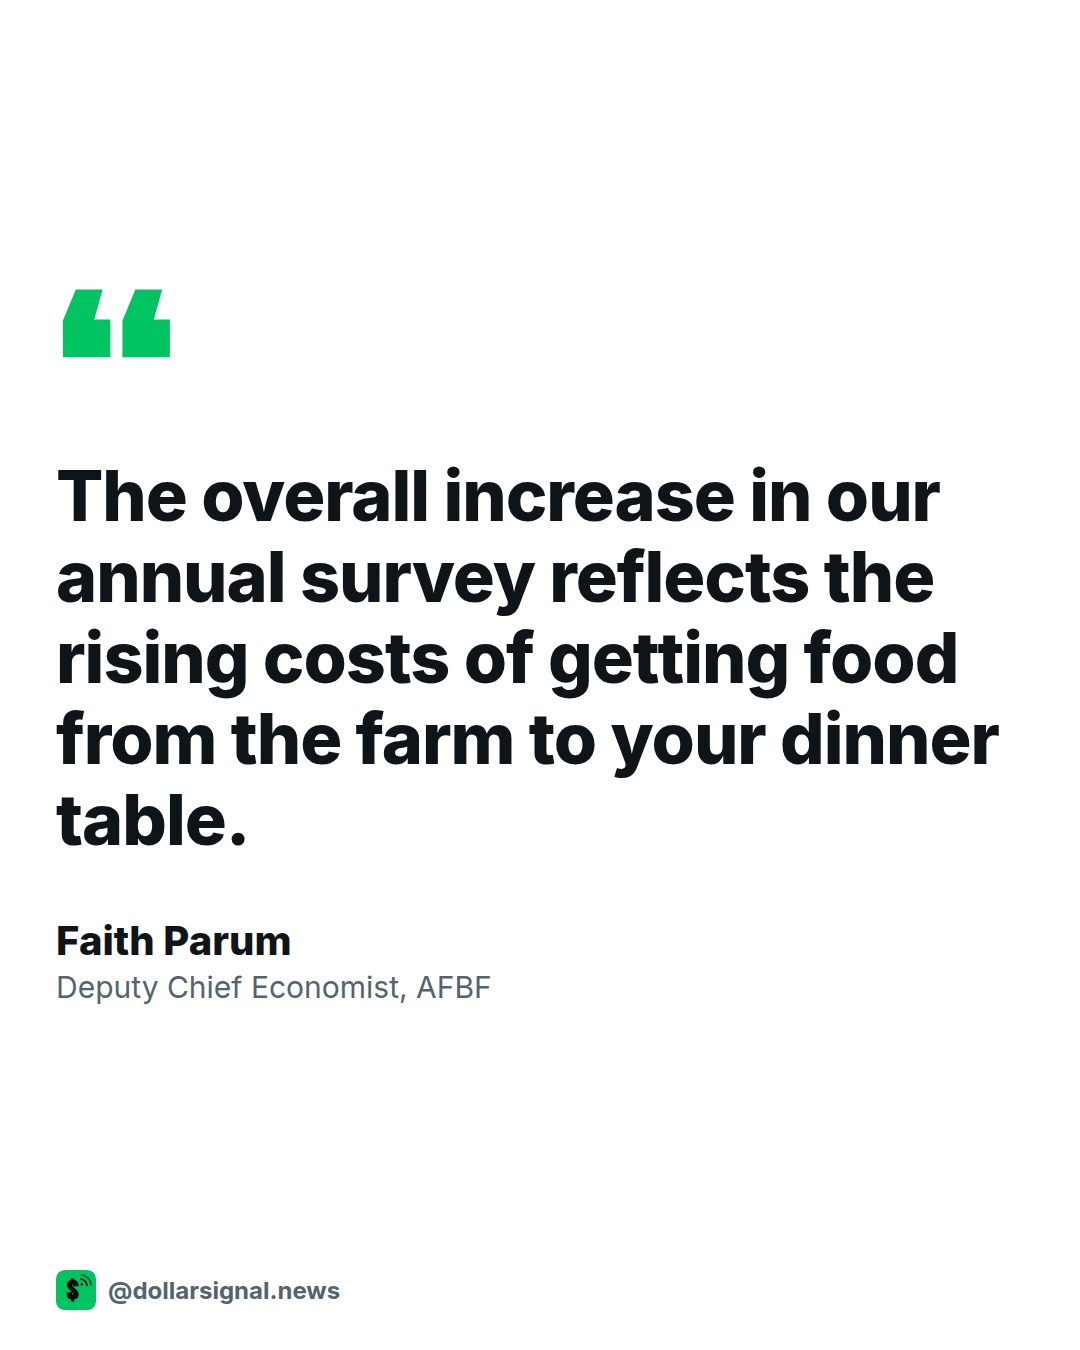 “
The overall increase in our
annual survey reflects the
rising costs of getting food
from the farm to your dinner
table.
Faith Parum
Deputy Chief Economist, AFBF
$ @dollarsignal.news